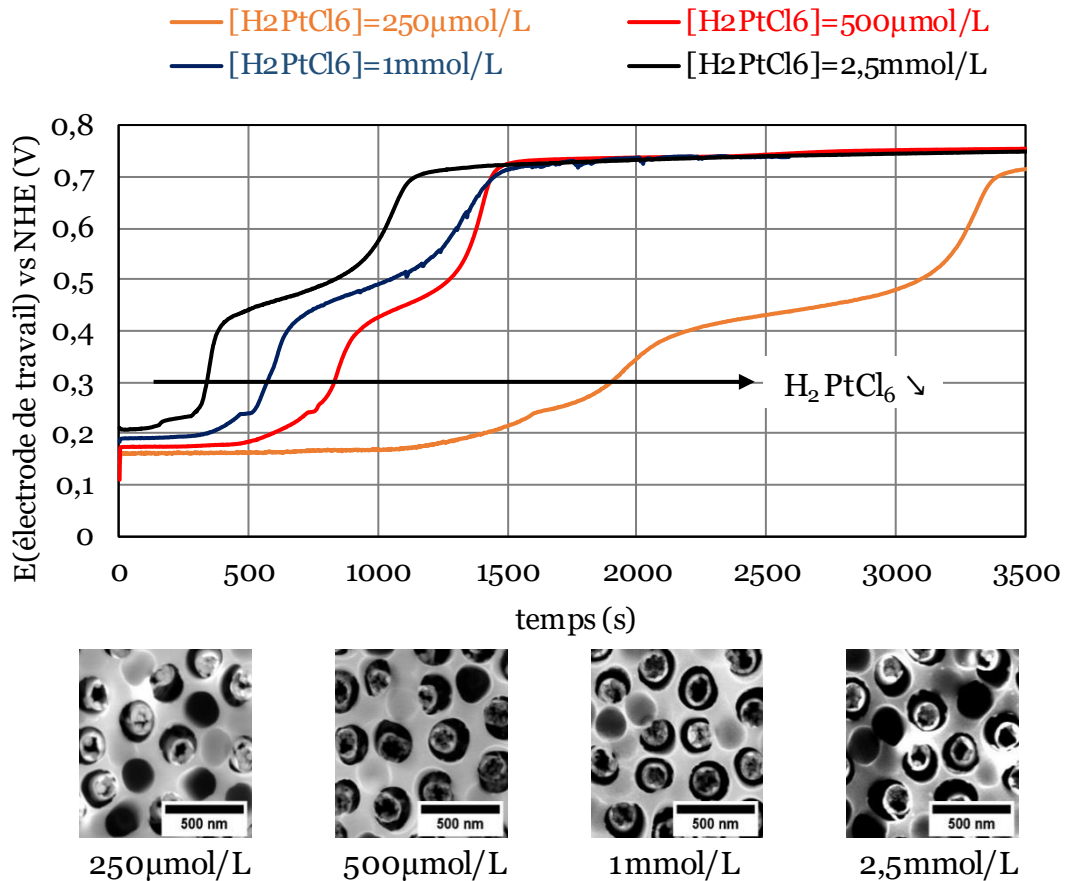 [H2PtCl6]=250µmol/L [H2PtCl6]=500µmol/L
[H2PtCl6]=1mmol/L [H2PtCl6]=2,5mmol/L
E(électrode de travail) vs NHE (V)
0,8
0,7
0,6
0,5
0,4
0,3
0,2
0,1
0
H₂PtCl₆ ↘
0 500 1000 1500 2000 2500 3000 3500
temps (s)
500 nm 500 nm 500 nm 500 nm
250µmol/L 500µmol/L 1mmol/L 2,5mmol/L